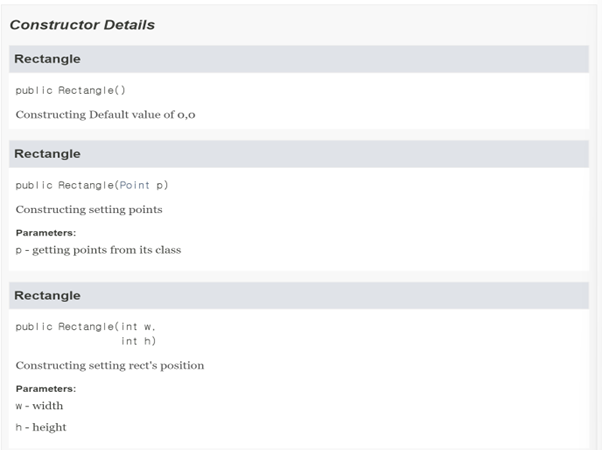 Constructor Details
Rectangle
public Rectangle()
Constructing Default value of 0,0
Rectangle
public Rectangle(Point p)
Constructing setting points
Parameters:
p - getting points from its class
Rectangle
public Rectangle(int w,
int h)
Constructing setting rect's position
Parameters:
w - width
h - height